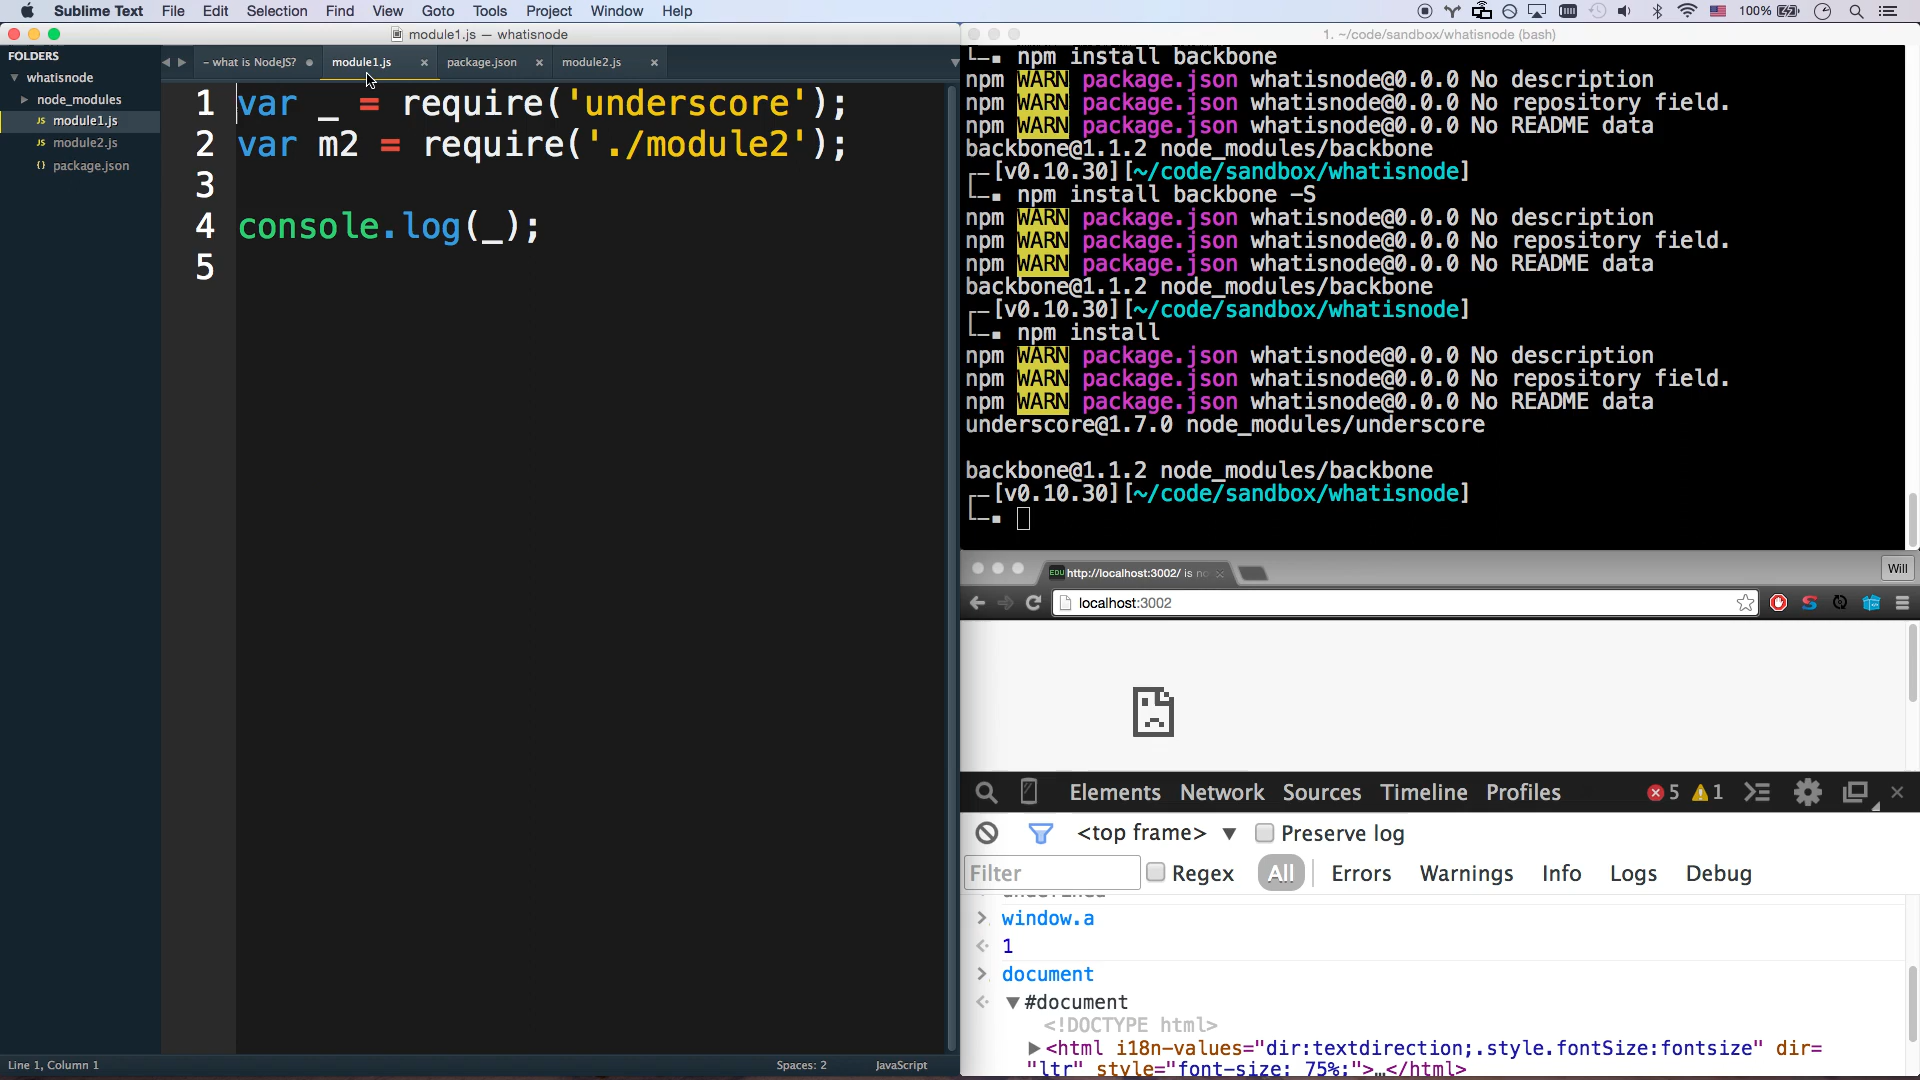 Sublime Text File Edit Selection Find View Goto Tools Project Window Help
100%
module1.js — whatisnode
FOLDERS
whatisnode
node_modules
JS module1.js
JS module2.js
{} package.json
– what is NodeJS?
module1.js
package.json
module2.js
1 var _ = require('underscore');
2 var m2 = require('./module2');
3
4 console.log(_);
5
Line 1, Column 1
Spaces: 2
JavaScript
1. ~/code/sandbox/whatisnode (bash)
npm install backbone
npm WARN package.json whatisnode@0.0.0 No description
npm WARN package.json whatisnode@0.0.0 No repository field.
npm WARN package.json whatisnode@0.0.0 No README data
backbone@1.1.2 node_modules/backbone
[v0.10.30][~/code/sandbox/whatisnode]
npm install backbone -S
npm WARN package.json whatisnode@0.0.0 No description
npm WARN package.json whatisnode@0.0.0 No repository field.
npm WARN package.json whatisnode@0.0.0 No README data
backbone@1.1.2 node_modules/backbone
[v0.10.30][~/code/sandbox/whatisnode]
npm install
npm WARN package.json whatisnode@0.0.0 No description
npm WARN package.json whatisnode@0.0.0 No repository field.
npm WARN package.json whatisnode@0.0.0 No README data
underscore@1.7.0 node_modules/underscore
backbone@1.1.2 node_modules/backbone
[v0.10.30][~/code/sandbox/whatisnode]
EDU http://localhost:3002/ is
Will
localhost:3002
Elements Network Sources Timeline Profiles
5 1
<top frame> ▼ Preserve log
Filter Regex All Errors Warnings Info Logs Debug
> window.a
1
> document
▼ #document
<!DOCTYPE html>
▶<html i18n-values="dir:textdirection;.style.fontSize:fontsize" dir=
"ltr" style="font-size: 75%;">…</html>